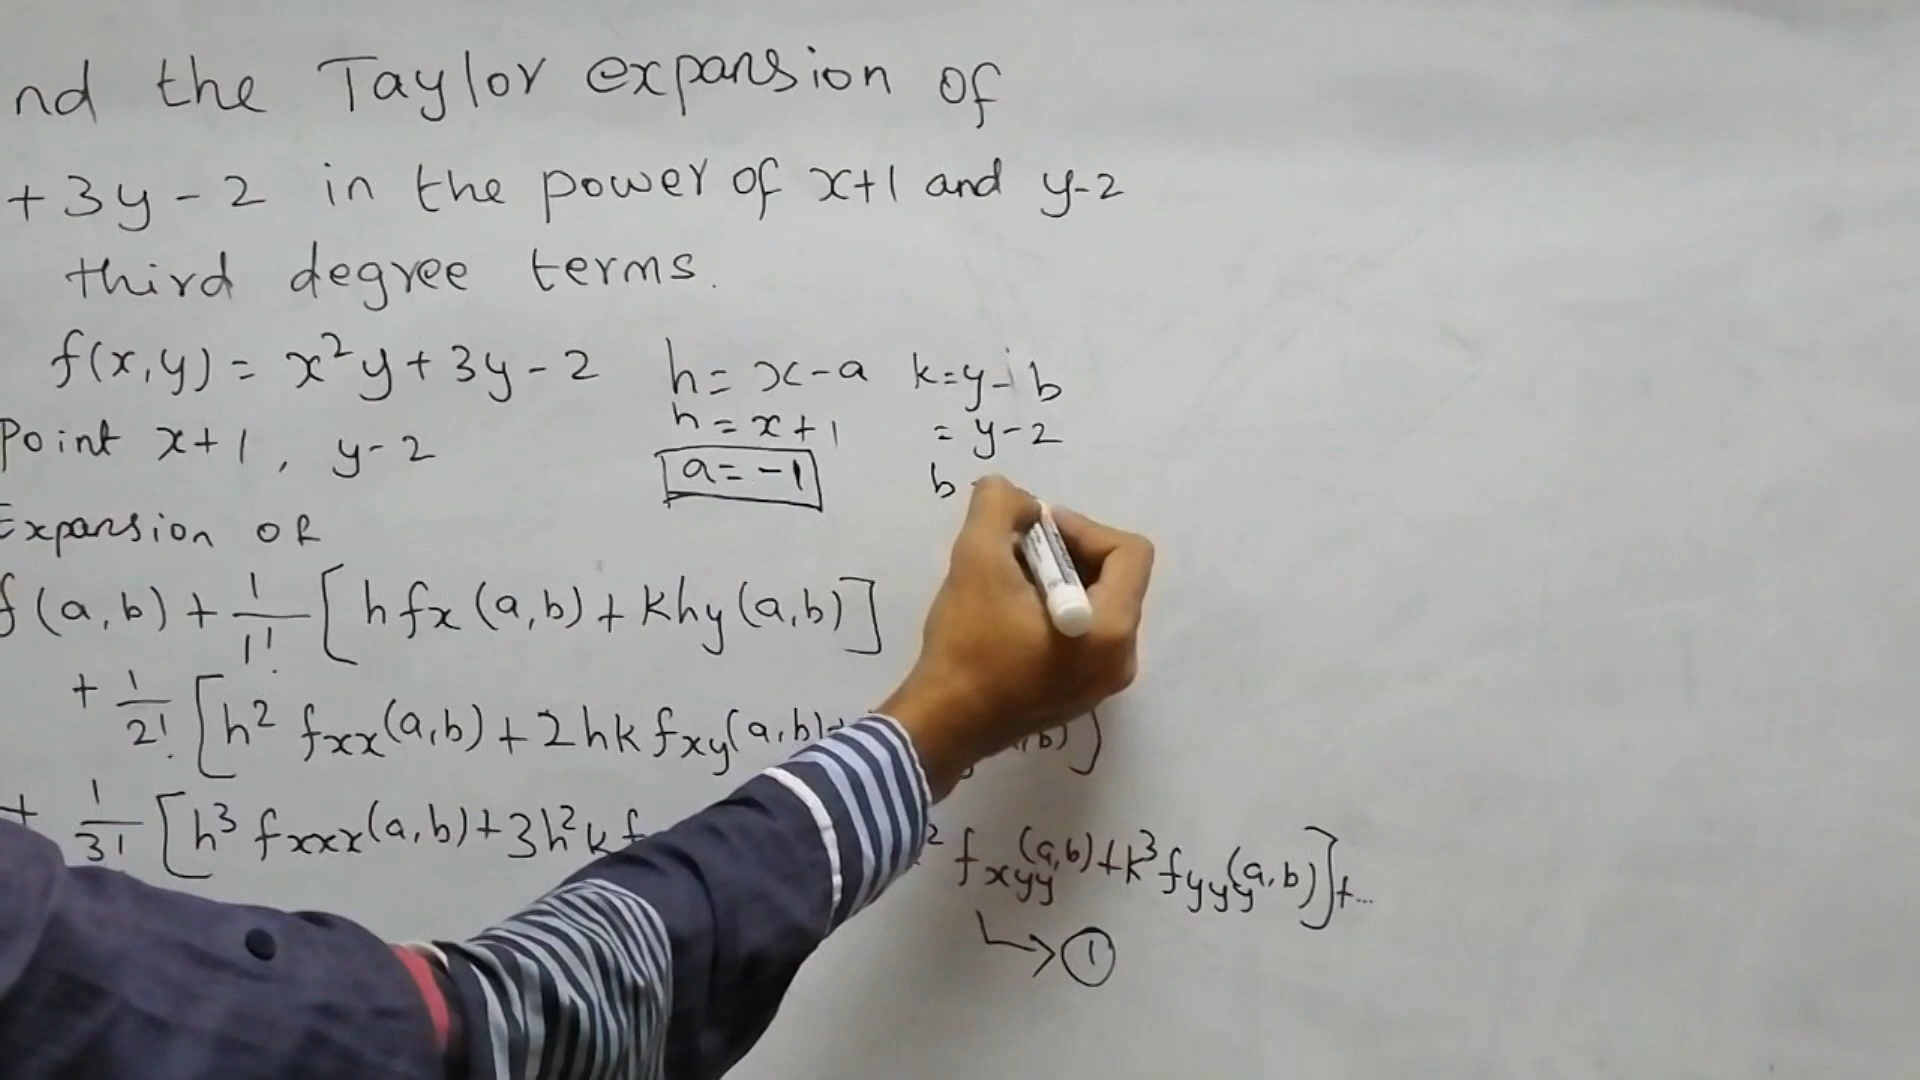 nd the Taylor expansion of
+3y-2 in the power of x+1 and y-2
third degree terms.
f(x,y) = x²y+3y-2 h = x-a k=y-b
Point x+1, y-2 h = x+1 = y-2
a = -1 b
Expansion of
f(a,b) + 1/1! [h fx (a,b) + khy (a,b)]
+ 1/2! [h² fxx(a,b) + 2hk fxy(a,b)+ ,b)]
+ 1/3! [h³ fxxx(a,b)+3h²k f ² fxyy(a,b)+k³ fyyy(a,b)]+...
→ ①